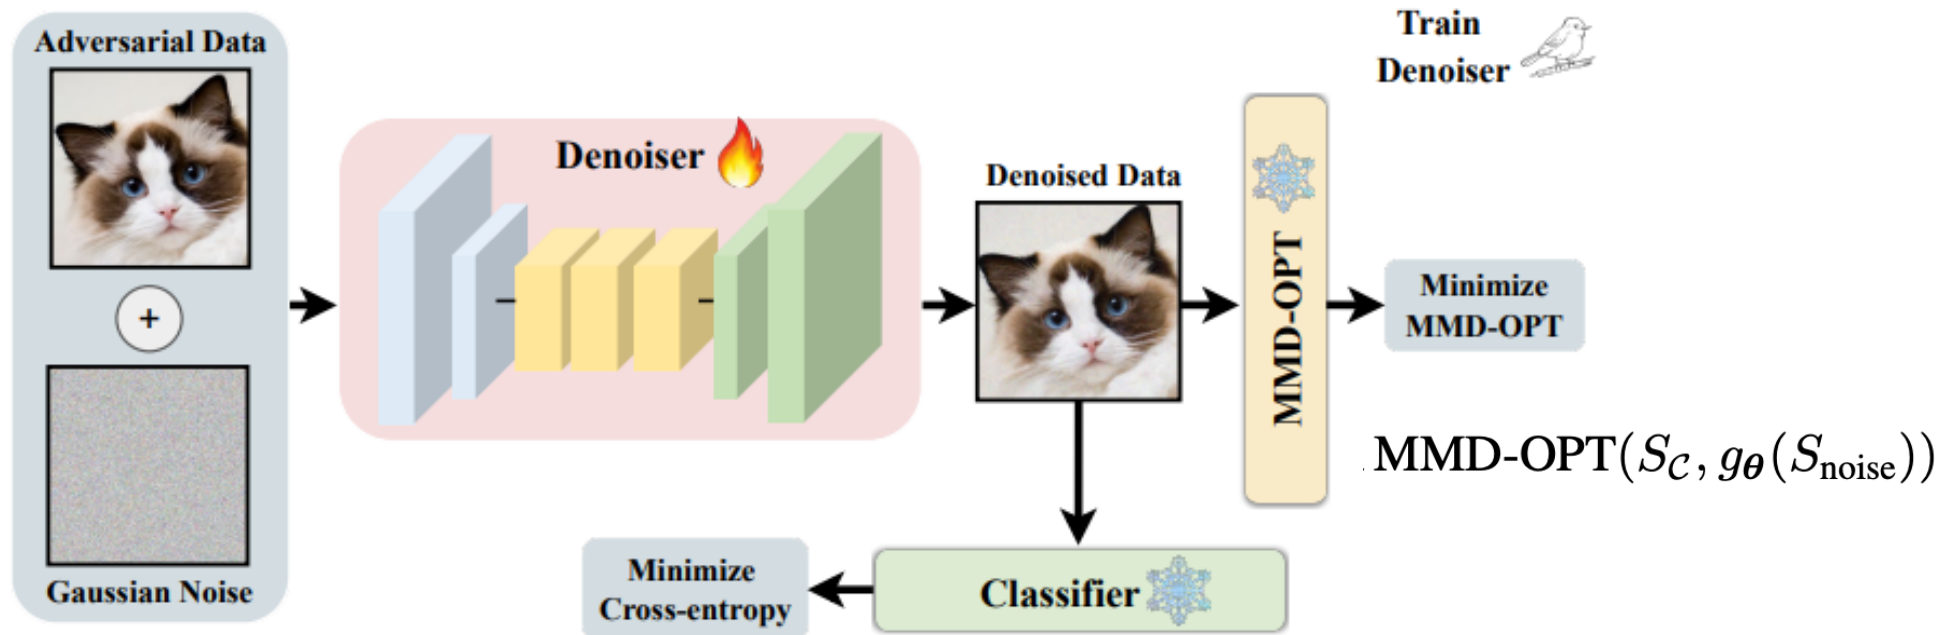 Adversarial Data
+
Gaussian Noise
Denoiser
Denoised Data
MMD-OPT
Train
Denoiser
Minimize
MMD-OPT
. MMD-OPT(S_𝒞, g_𝜽(S_noise))
Classifier
Minimize
Cross-entropy